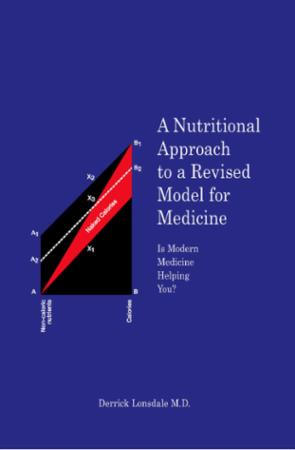 A Nutritional
Approach
to a Revised
Model for
Medicine
Is Modern
Medicine
Helping
You?
B1
X2
B2
X3
Naked Calories
A1
X1
A2
A
B
Non-caloric
nutrients
Calories
Derrick Lonsdale M.D.